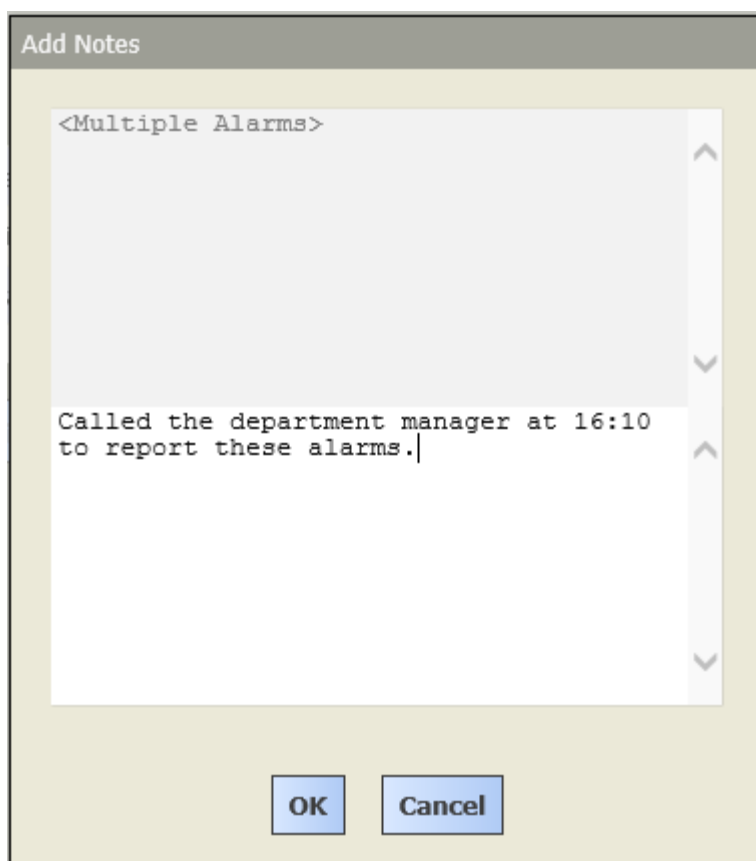 Add Notes
<Multiple Alarms>
Called the department manager at 16:10
to report these alarms.
OK
Cancel